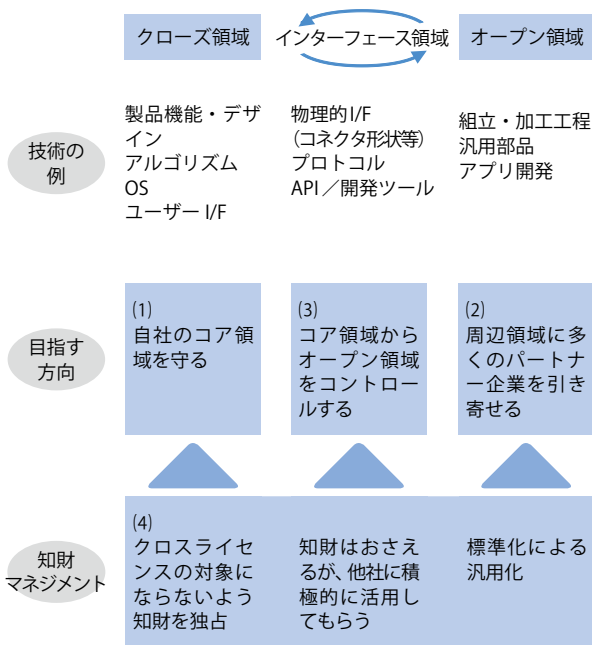 クローズ領域
インターフェース領域
オープン領域
技術の
例
製品機能・デザ
イン
アルゴリズム
OS
ユーザー I/F
物理的I/F
（コネクタ形状等）
プロトコル
API／開発ツール
組立・加工工程
汎用部品
アプリ開発
目指す
方向
(1)
自社のコア領
域を守る
(3)
コア領域から
オープン領域
をコントロー
ルする
(2)
周辺領域に多
くのパートナ
ー企業を引き
寄せる
知財
マネジメント
(4)
クロスライセ
ンスの対象に
ならないよう
知財を独占
知財はおさえ
るが、他社に積
極的に活用し
てもらう
標準化による
汎用化